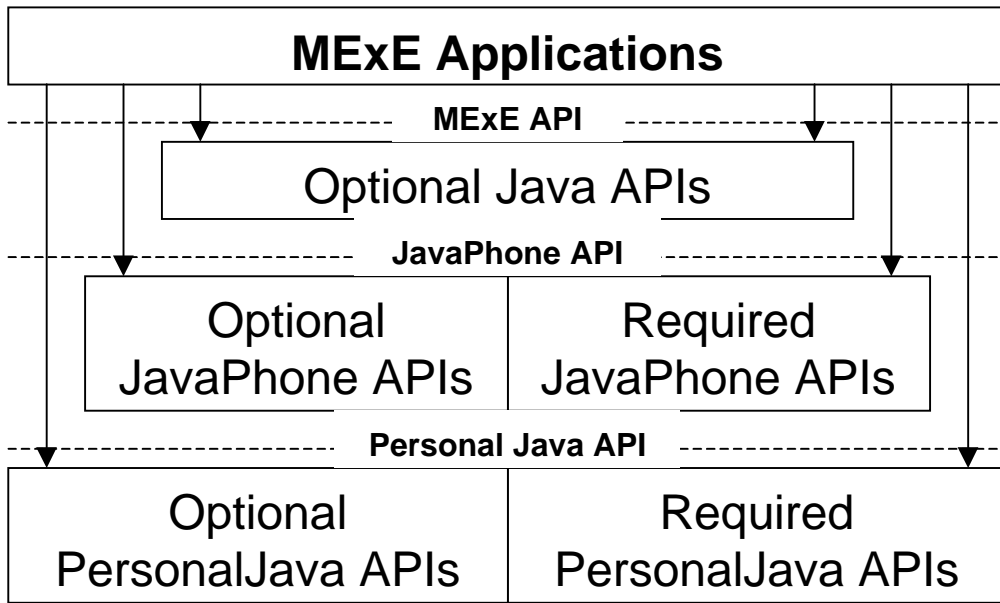 MExE Applications
MExE API
Optional Java APIs
JavaPhone API
Optional
JavaPhone APIs
Required
JavaPhone APIs
Personal Java API
Optional
PersonalJava APIs
Required
PersonalJava APIs